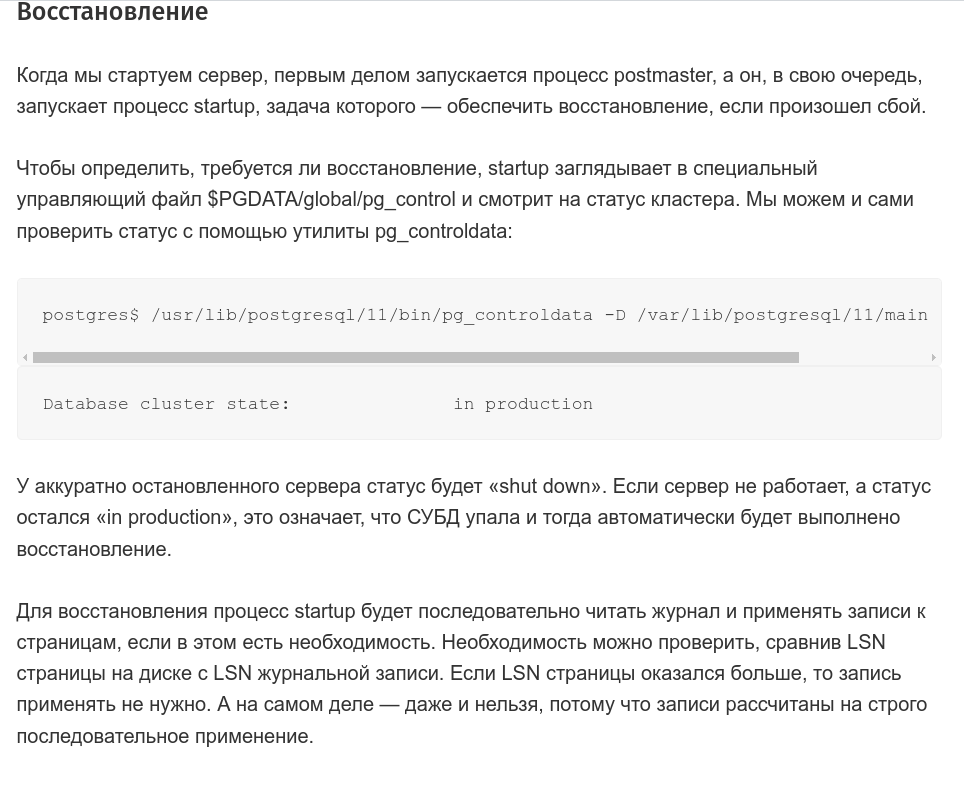 Восстановление
Когда мы стартуем сервер, первым делом запускается процесс postmaster, а он, в свою очередь,
запускает процесс startup, задача которого — обеспечить восстановление, если произошел сбой.
Чтобы определить, требуется ли восстановление, startup заглядывает в специальный
управляющий файл $PGDATA/global/pg_control и смотрит на статус кластера. Мы можем и сами
проверить статус с помощью утилиты pg_controldata:
postgres$ /usr/lib/postgresql/11/bin/pg_controldata -D /var/lib/postgresql/11/main
Database cluster state:               in production
У аккуратно остановленного сервера статус будет «shut down». Если сервер не работает, а статус
остался «in production», это означает, что СУБД упала и тогда автоматически будет выполнено
восстановление.
Для восстановления процесс startup будет последовательно читать журнал и применять записи к
страницам, если в этом есть необходимость. Необходимость можно проверить, сравнив LSN
страницы на диске с LSN журнальной записи. Если LSN страницы оказался больше, то запись
применять не нужно. А на самом деле — даже и нельзя, потому что записи рассчитаны на строго
последовательное применение.